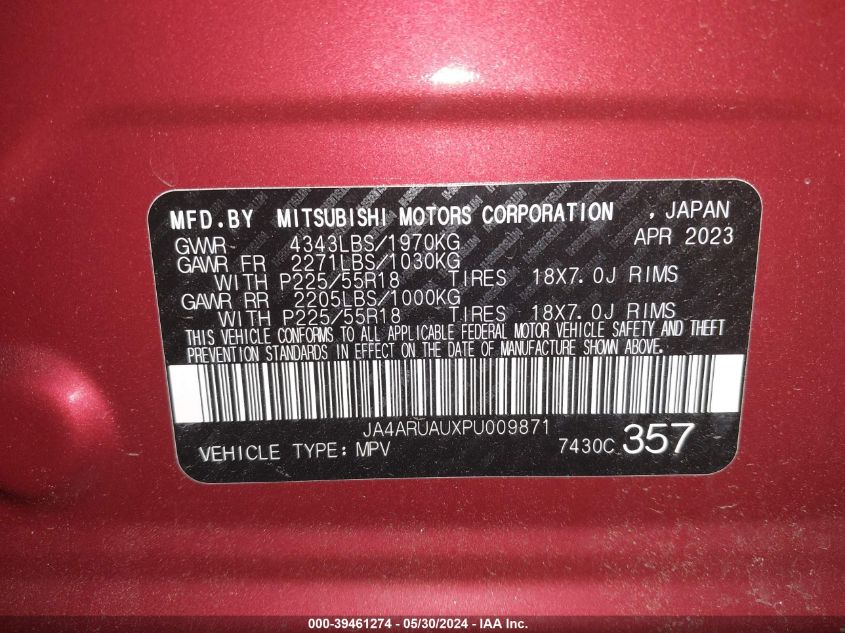 MFD.BY MITSUBISHI MOTORS CORPORATION , JAPAN
GVWR 4343LBS/1970KG APR 2023
GAWR FR 2271LBS/1030KG
WITH P225/55R18 TIRES 18X7.0J RIMS
GAWR RR 2205LBS/1000KG
WITH P225/55R18 TIRES 18X7.0J RIMS
THIS VEHICLE CONFORMS TO ALL APPLICABLE FEDERAL MOTOR VEHICLE SAFETY AND THEFT
PREVENTION STANDARDS IN EFFECT ON THE DATE OF MANUFACTURE SHOWN ABOVE.
JA4ARUAUXPU009871
VEHICLE TYPE: MPV 7430C 357
000-39461274 - 05/30/2024 - IAA Inc.